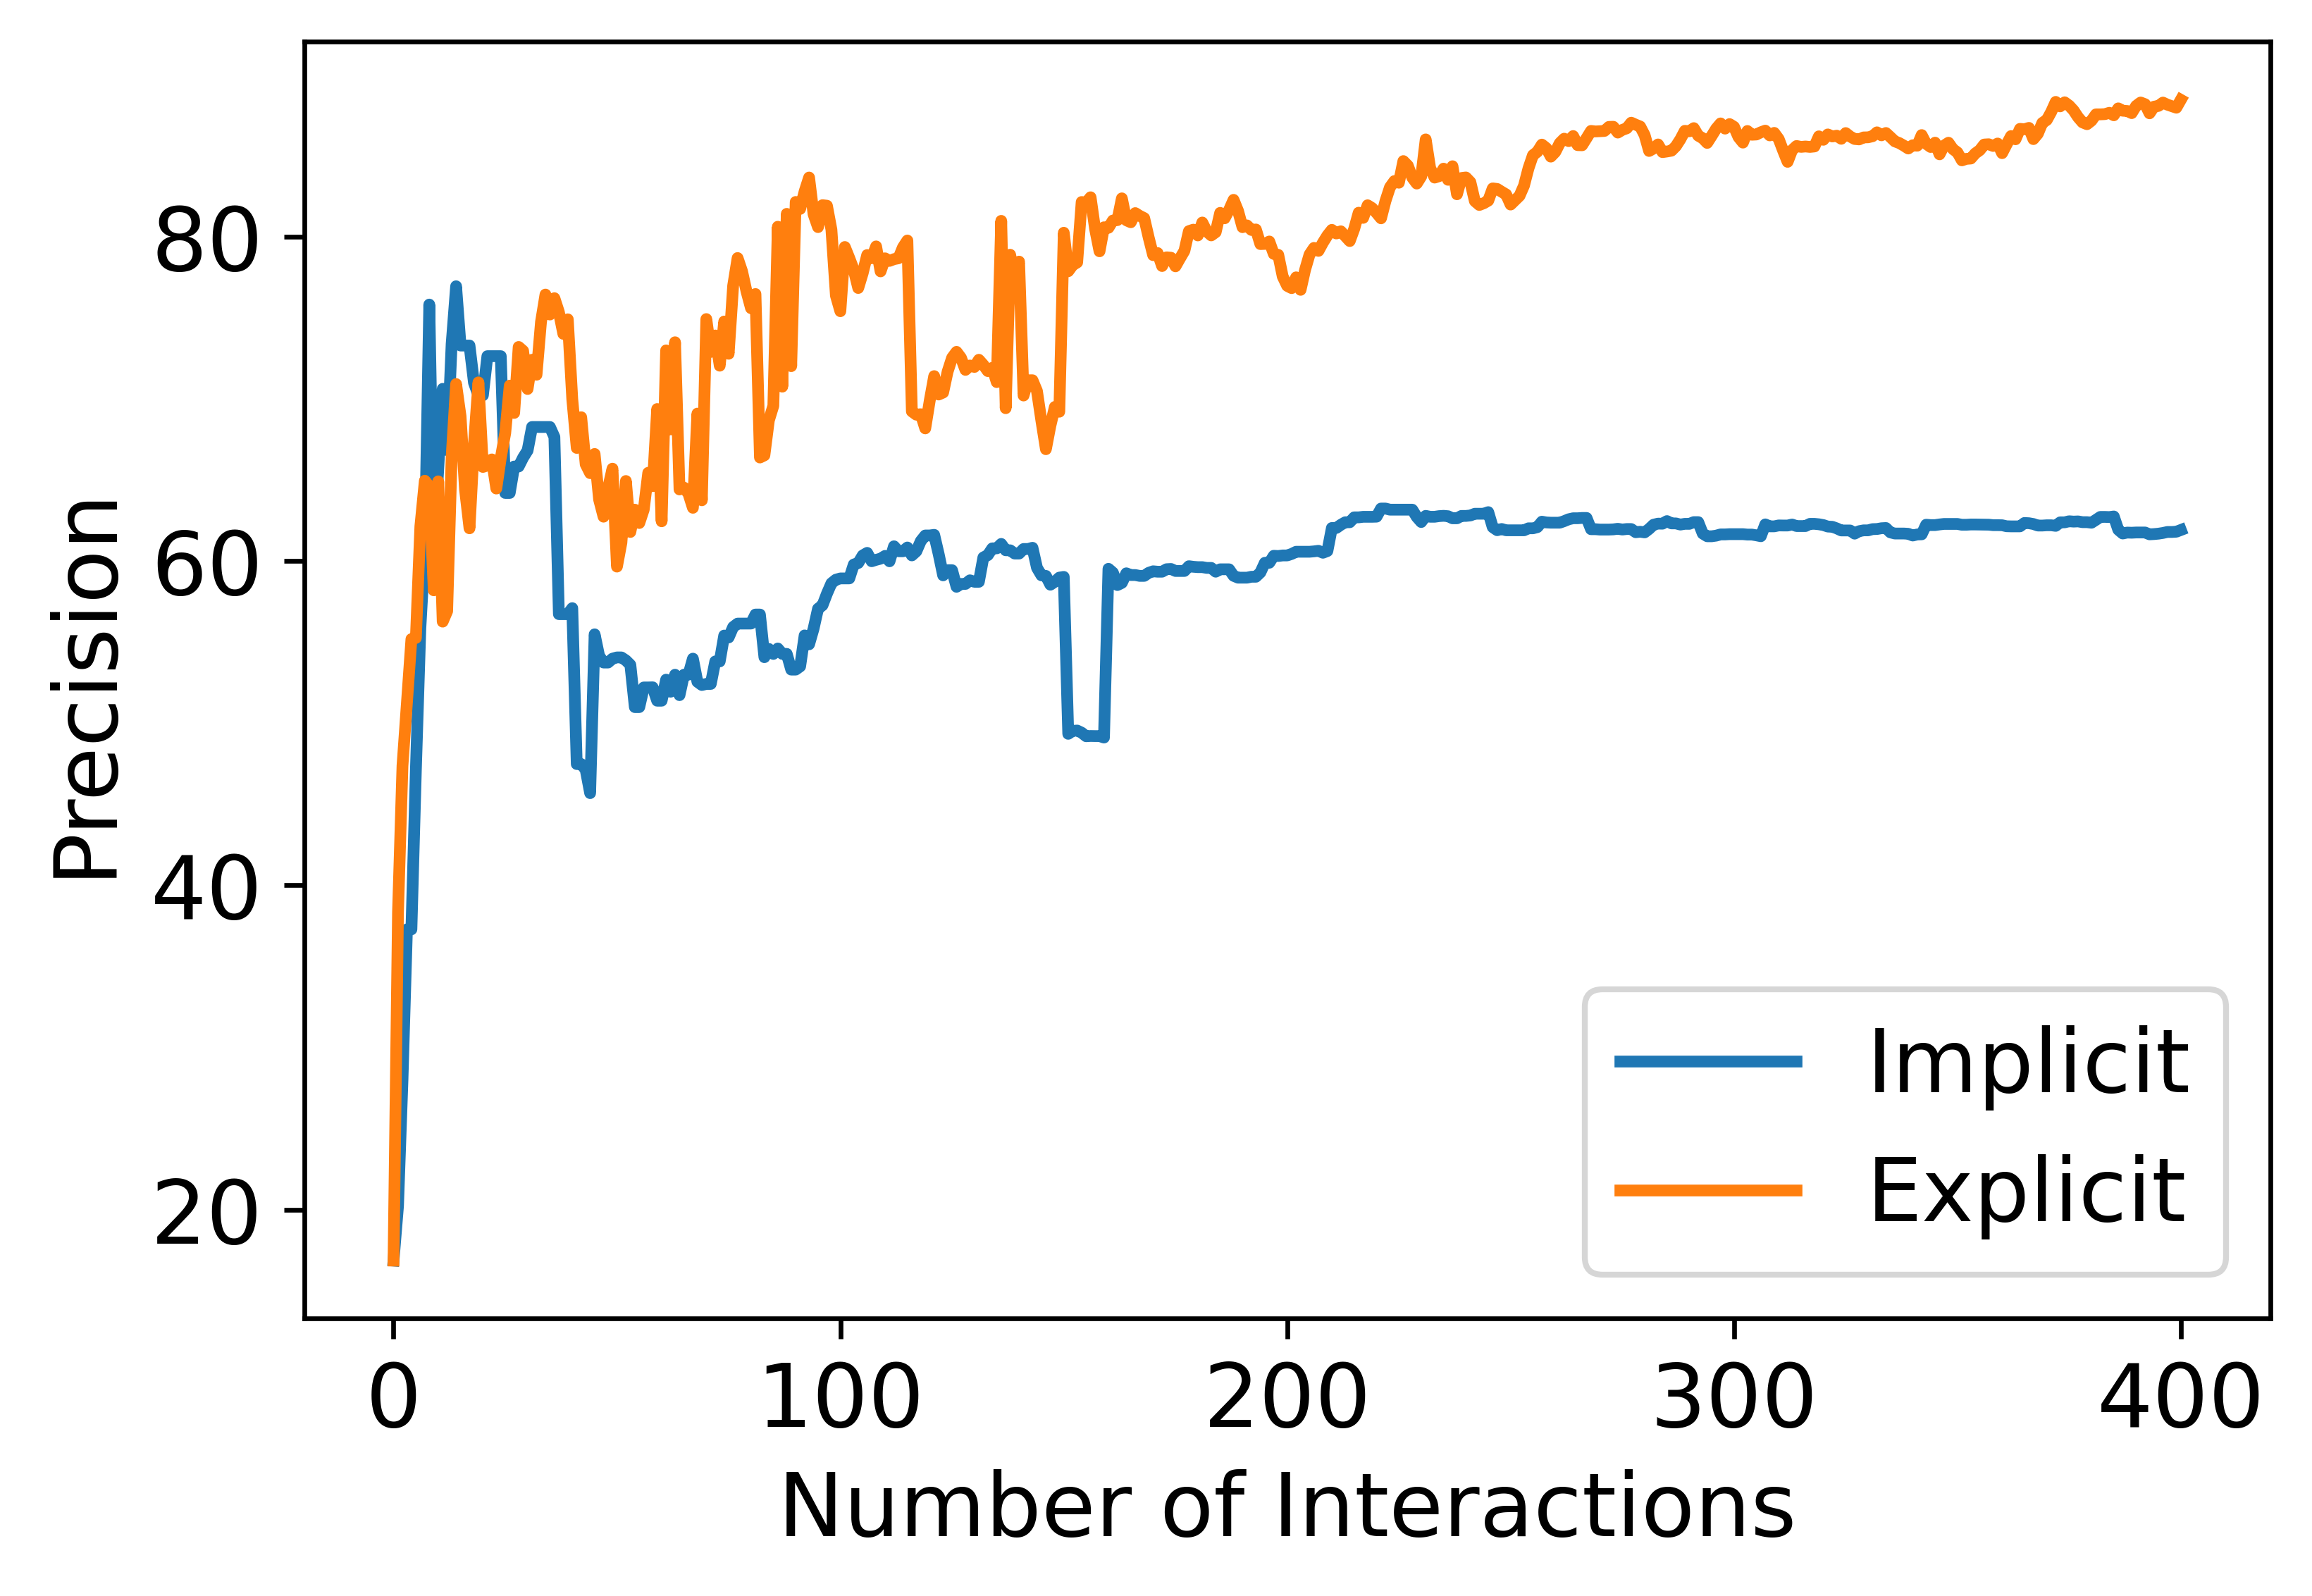 80
60
40
20
Precision
0 100 200 300 400
Number of Interactions
Implicit
Explicit